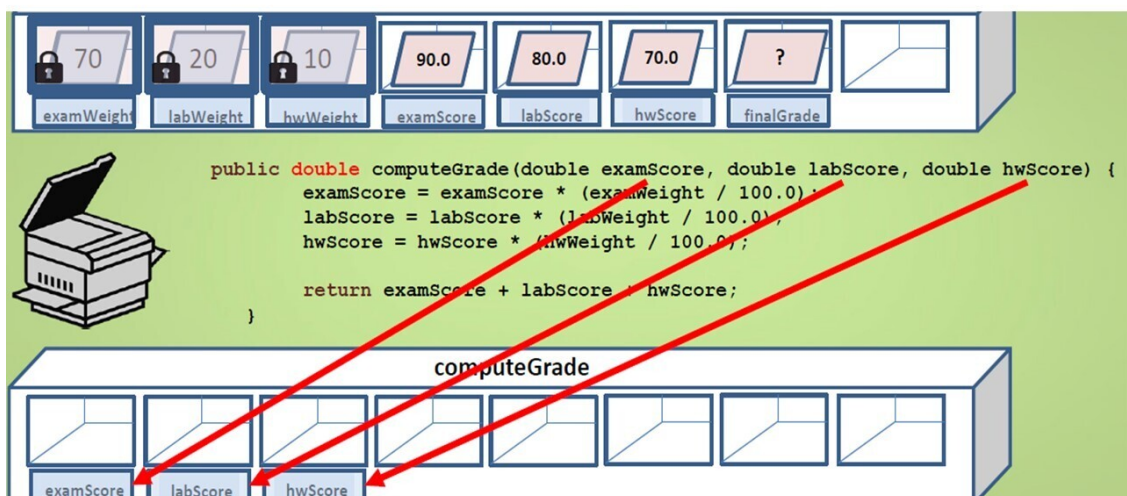 70 20 10 90.0 80.0 70.0 ?
examWeight labWeight hwWeight examScore labScore hwScore finalGrade
public double computeGrade(double examScore, double labScore, double hwScore) {
examScore = examScore * (examWeight / 100.0);
labScore = labScore * (labWeight / 100.0);
hwScore = hwScore * (hwWeight / 100.0);
return examScore + labScore + hwScore;
}
computeGrade
examScore labScore hwScore